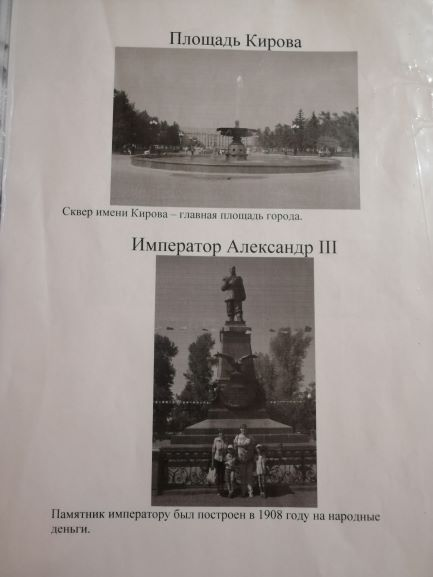 Площадь Кирова
Сквер имени Кирова – главная площадь города.
Император Александр III
Памятник императору был построен в 1908 году на народные
деньги.